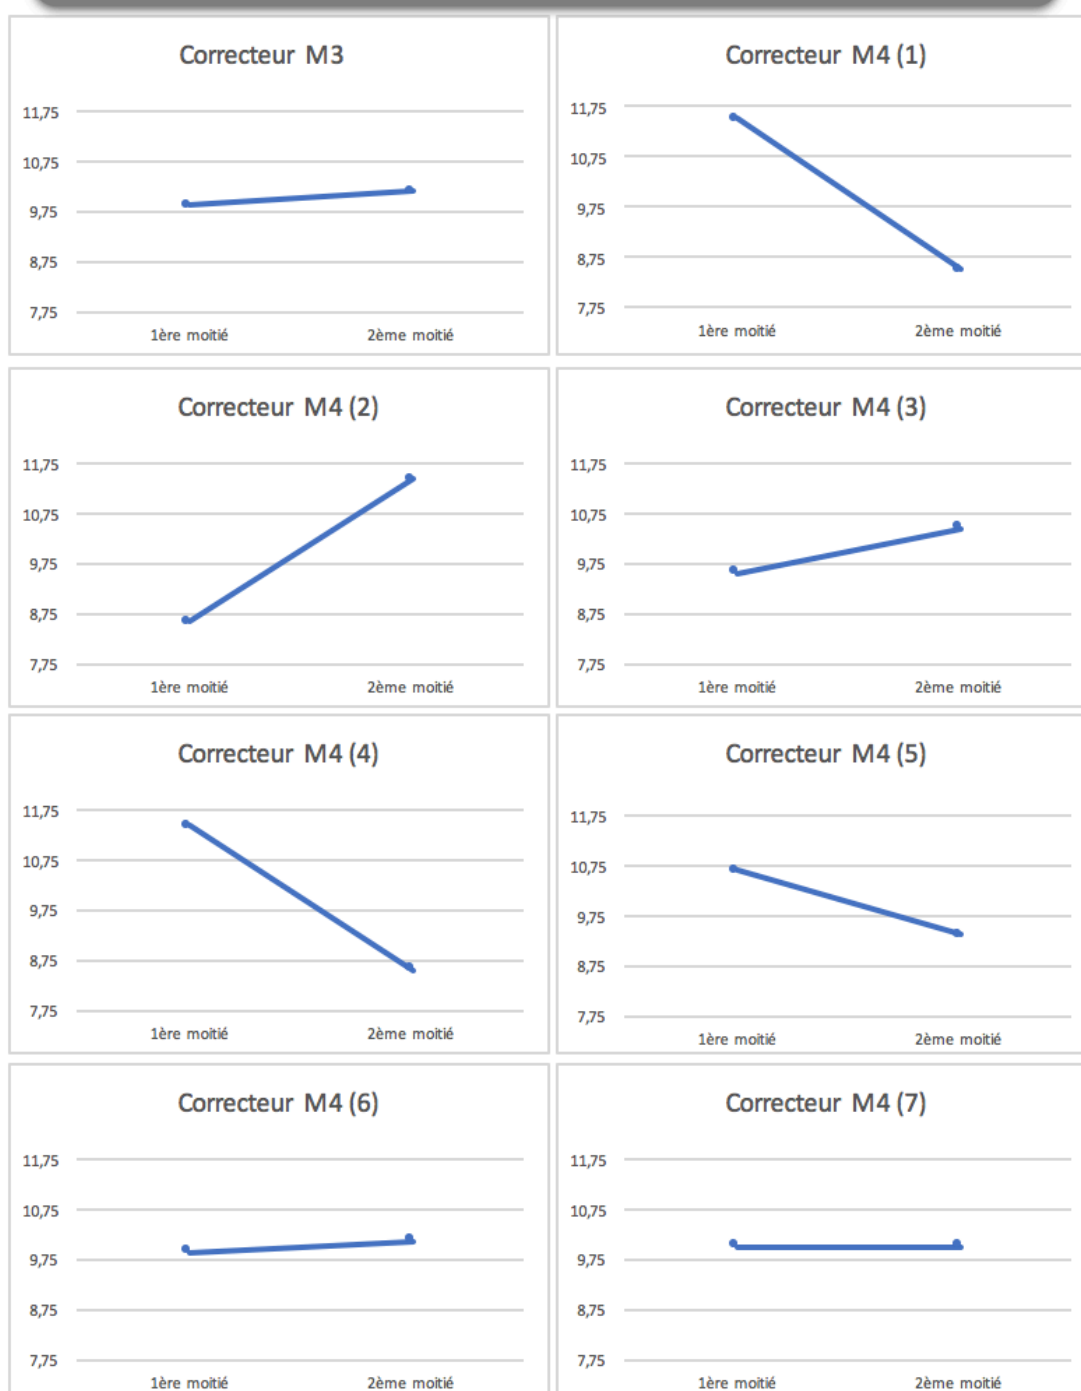 Correcteur M3
11,75
10,75
9,75
8,75
7,75
1ère moitié 2ème moitié
Correcteur M4 (1)
11,75
10,75
9,75
8,75
7,75
1ère moitié 2ème moitié
Correcteur M4 (2)
11,75
10,75
9,75
8,75
7,75
1ère moitié 2ème moitié
Correcteur M4 (3)
11,75
10,75
9,75
8,75
7,75
1ère moitié 2ème moitié
Correcteur M4 (4)
11,75
10,75
9,75
8,75
7,75
1ère moitié 2ème moitié
Correcteur M4 (5)
11,75
10,75
9,75
8,75
7,75
1ère moitié 2ème moitié
Correcteur M4 (6)
11,75
10,75
9,75
8,75
7,75
1ère moitié 2ème moitié
Correcteur M4 (7)
11,75
10,75
9,75
8,75
7,75
1ère moitié 2ème moitié